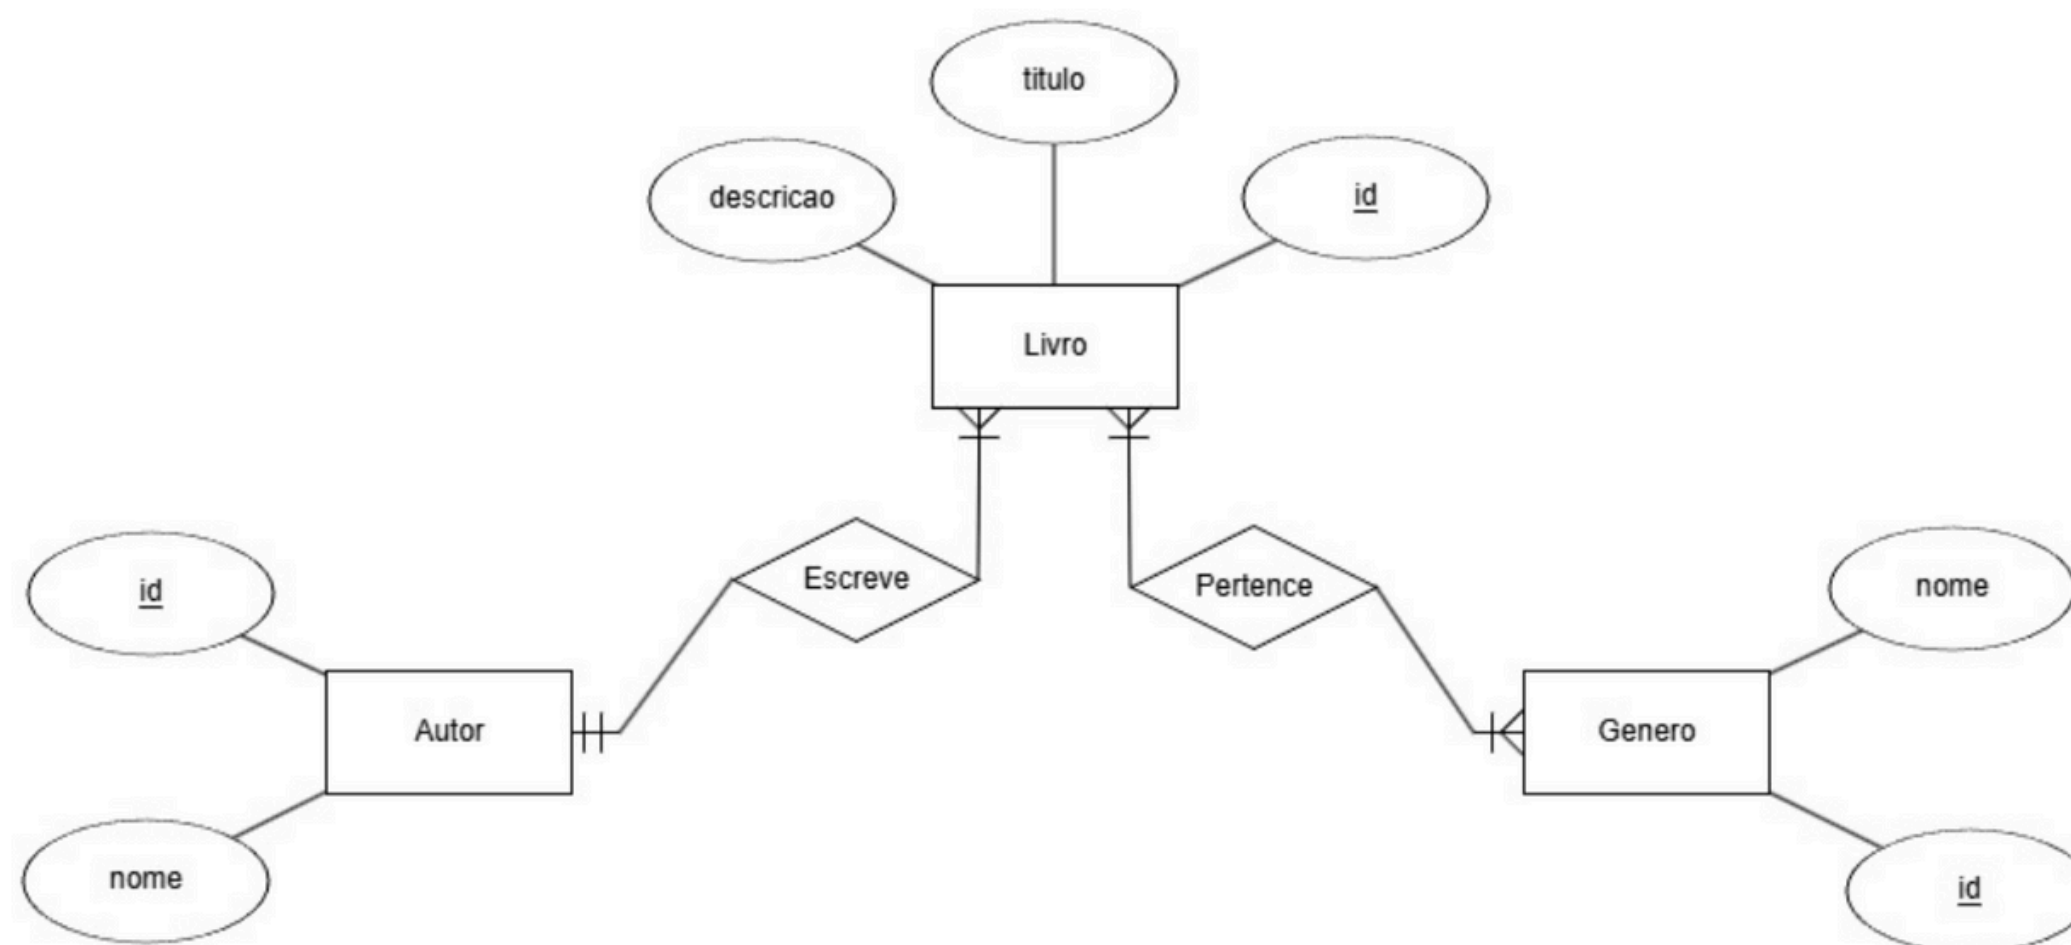 titulo
descricao
id
Livro
Escreve
Pertence
id
nome
Autor
Genero
nome
id